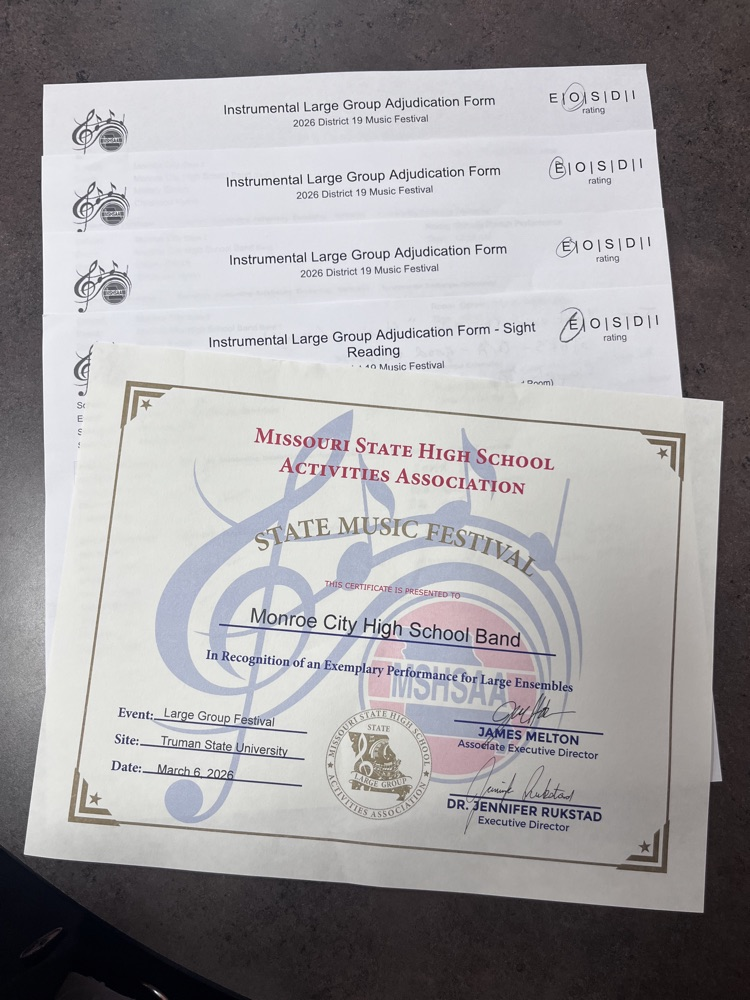 Instrumental Large Group Adjudication Form
2026 District 19 Music Festival
E | O | S | D | I
rating
MSHSAA
Instrumental Large Group Adjudication Form
2026 District 19 Music Festival
E | O | S | D | I
rating
MSHSAA
Instrumental Large Group Adjudication Form
2026 District 19 Music Festival
E | O | S | D | I
rating
MSHSAA
Instrumental Large Group Adjudication Form - Sight
Reading
19 Music Festival
E | O | S | D | I
rating
Room)
MISSOURI STATE HIGH SCHOOL
ACTIVITIES ASSOCIATION
STATE MUSIC FESTIVAL
THIS CERTIFICATE IS PRESENTED TO
Monroe City High School Band
In Recognition of an Exemplary Performance for Large Ensembles
MSHSAA
Event: Large Group Festival
Site: Truman State University
Date: March 6, 2026
MISSOURI STATE HIGH SCHOOL
ACTIVITIES ASSOCIATION
STATE
LARGE GROUP
JAMES MELTON
Associate Executive Director
DR. JENNIFER RUKSTAD
Executive Director